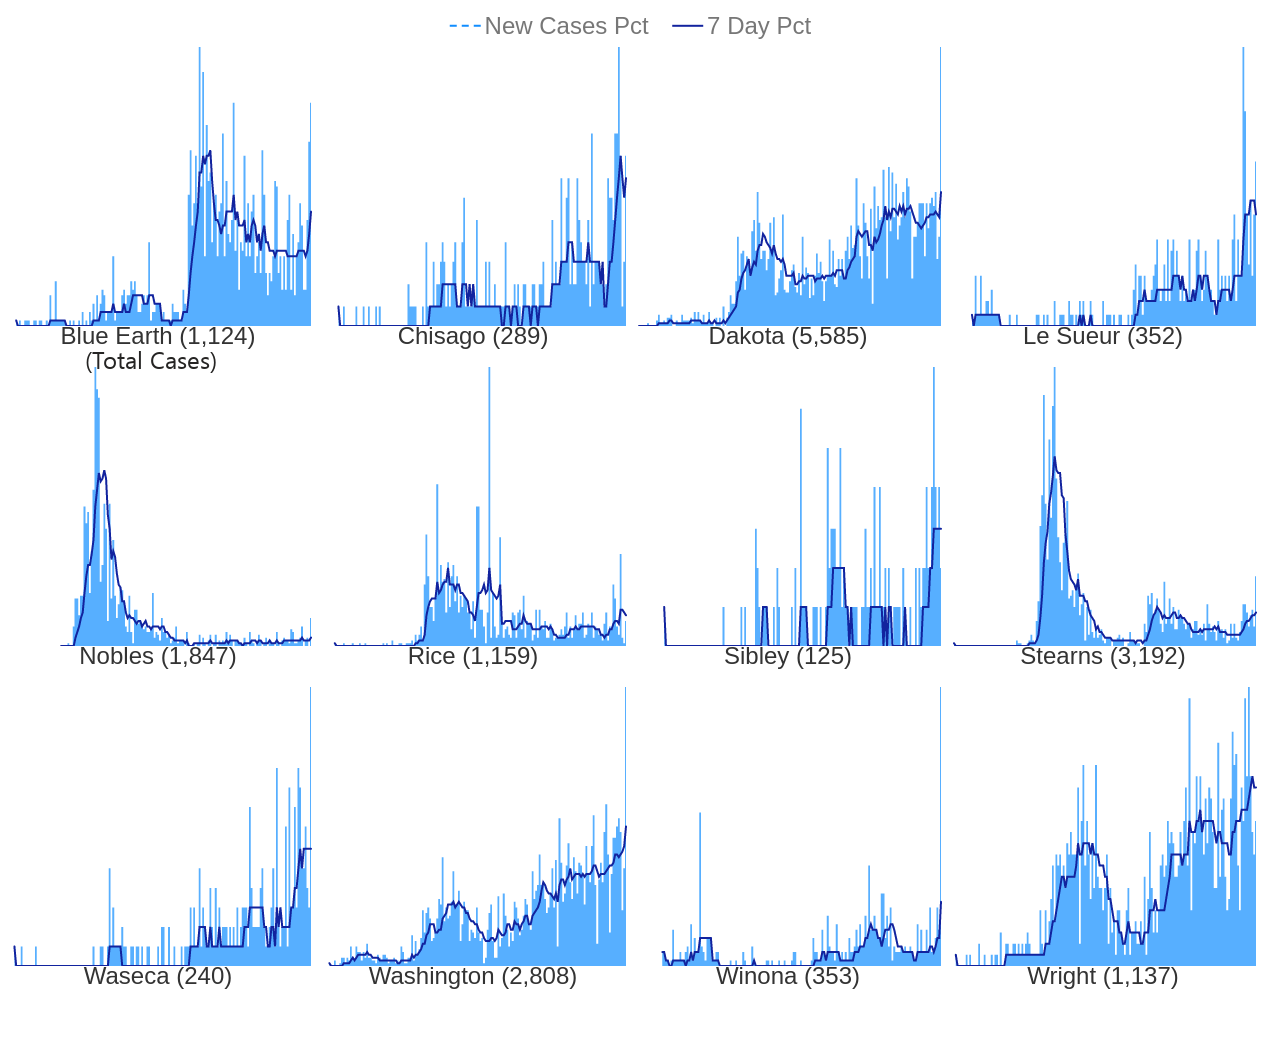 New Cases Pct 7 Day Pct
Blue Earth (1,124) Chisago (289) Dakota (5,585) Le Sueur (352)
(Total Cases)
Nobles (1,847) Rice (1,159) Sibley (125) Stearns (3,192)
Waseca (240) Washington (2,808) Winona (353) Wright (1,137)